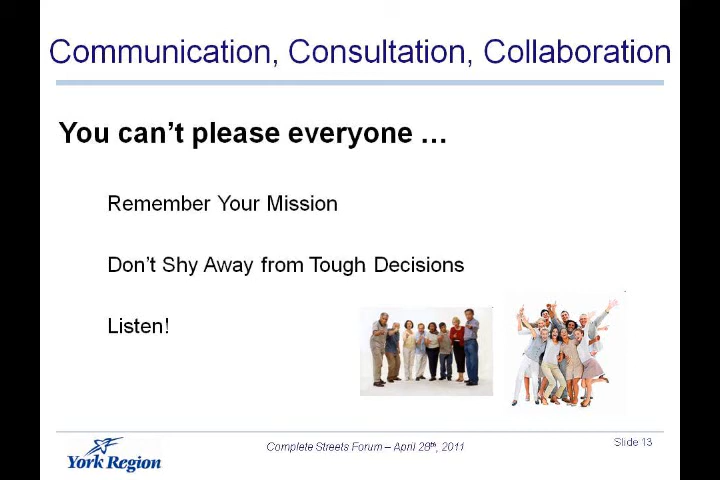 Communication, Consultation, Collaboration
You can't please everyone …
Remember Your Mission
Don't Shy Away from Tough Decisions
Listen!
York Region
Complete Streets Forum – April 28th, 2011
Slide 13